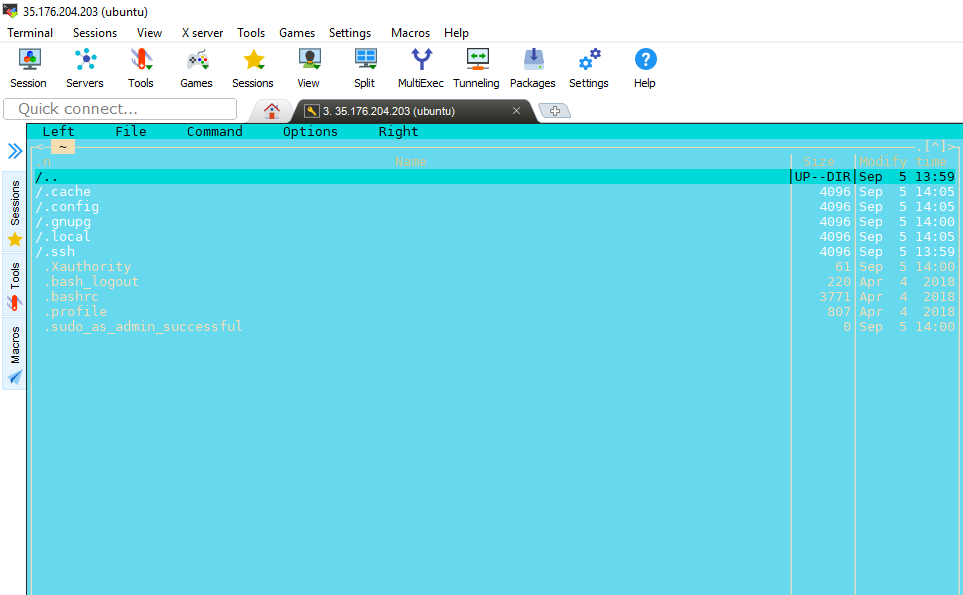 35.176.204.203 (ubuntu)
Terminal Sessions View X server Tools Games Settings Macros Help
Session Servers Tools Games Sessions View Split MultiExec Tunneling Packages Settings Help
Quick connect...
3. 35.176.204.203 (ubuntu)
Left File Command Options Right
<- ~ .[^]>
.n Name Size Modify time
/.. UP--DIR Sep 5 13:59
/.cache 4096 Sep 5 14:05
/.config 4096 Sep 5 14:05
/.gnupg 4096 Sep 5 14:00
/.local 4096 Sep 5 14:05
/.ssh 4096 Sep 5 13:59
.Xauthority 61 Sep 5 14:00
.bash_logout 220 Apr 4 2018
.bashrc 3771 Apr 4 2018
.profile 807 Apr 4 2018
.sudo_as_admin_successful 0 Sep 5 14:00
Sessions
Tools
Macros